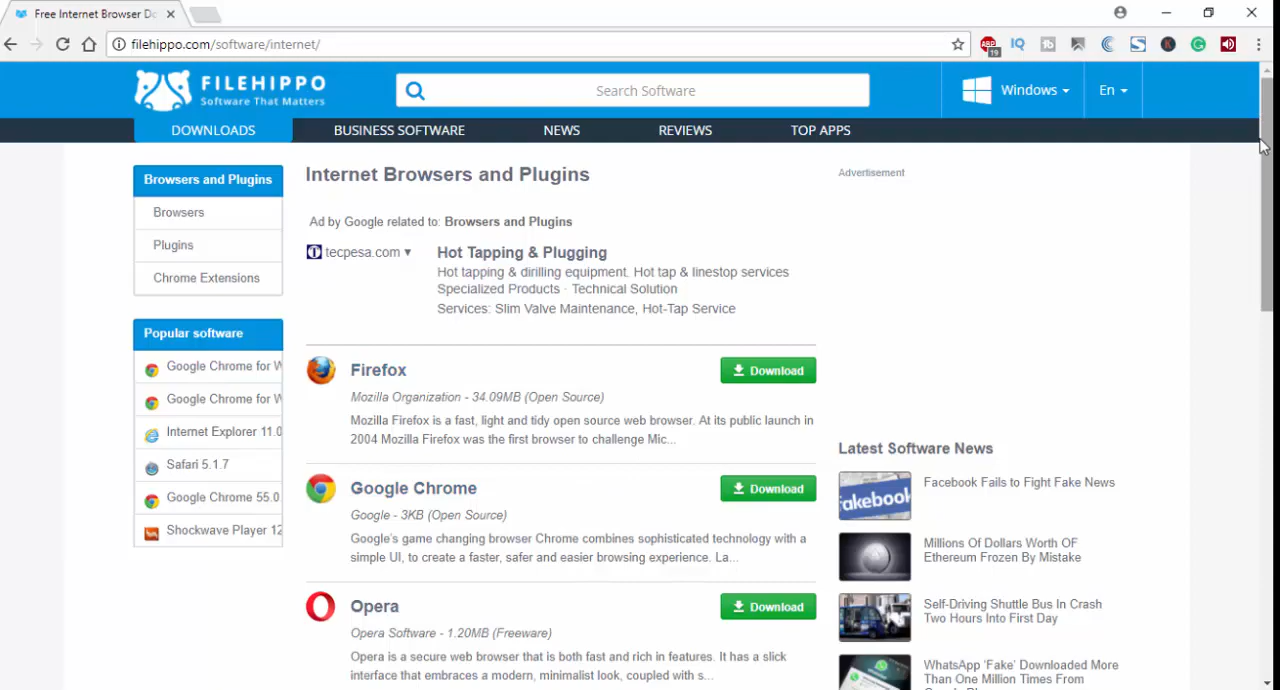 Free Internet Browser Do
filehippo.com/software/internet/
ABP
19
IQ
FILEHIPPO
Software That Matters
Search Software
Windows
En
DOWNLOADS
BUSINESS SOFTWARE
NEWS
REVIEWS
TOP APPS
Browsers and Plugins
Browsers
Plugins
Chrome Extensions
Popular software
Google Chrome for W
Google Chrome for W
Internet Explorer 11.0
Safari 5.1.7
Google Chrome 55.0.
Shockwave Player 12
Internet Browsers and Plugins
Ad by Google related to: Browsers and Plugins
tecpesa.com
Hot Tapping & Plugging
Hot tapping & dirilling equipment. Hot tap & linestop services
Specialized Products · Technical Solution
Services: Slim Valve Maintenance, Hot-Tap Service
Firefox
Download
Mozilla Organization - 34.09MB (Open Source)
Mozilla Firefox is a fast, light and tidy open source web browser. At its public launch in
2004 Mozilla Firefox was the first browser to challenge Mic...
Google Chrome
Download
Google - 3KB (Open Source)
Google's game changing browser Chrome combines sophisticated technology with a
simple UI, to create a faster, safer and easier browsing experience. La...
Opera
Download
Opera Software - 1.20MB (Freeware)
Opera is a secure web browser that is both fast and rich in features. It has a slick
interface that embraces a modern, minimalist look, coupled with s...
Advertisement
Latest Software News
fakebook
Facebook Fails to Fight Fake News
Millions Of Dollars Worth OF
Ethereum Frozen By Mistake
Self-Driving Shuttle Bus In Crash
Two Hours Into First Day
WhatsApp 'Fake' Downloaded More
Than One Million Times From